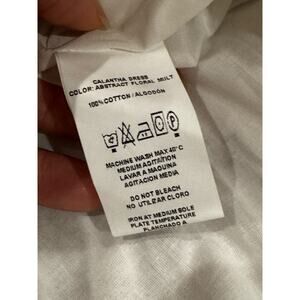 CALANTHA DRESS
COLOR: ABSTRACT FLORAL MULT
100% COTTON / ALGODÓN
MACHINE WASH MAX 40°C
MEDIUM AGITATION
LAVAR A MAQUINA
AGITACION MEDIA
DO NOT BLEACH
NO UTILIZAR CLORO
IRON AT MEDIUM SOLE
PLATE TEMPERATURE
PLANCHADO A